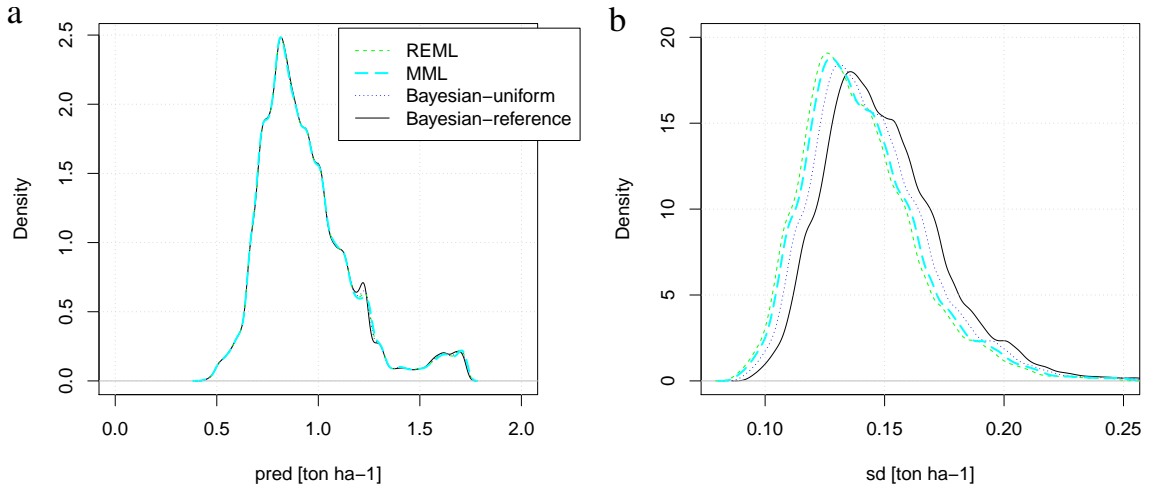 a
2.5
2.0
1.5
1.0
0.5
0.0
Density
REML
MML
Bayesian−uniform
Bayesian−reference
0.0 0.5 1.0 1.5 2.0
pred [ton ha−1]
b
20
15
10
5
0
Density
0.10 0.15 0.20 0.25
sd [ton ha−1]